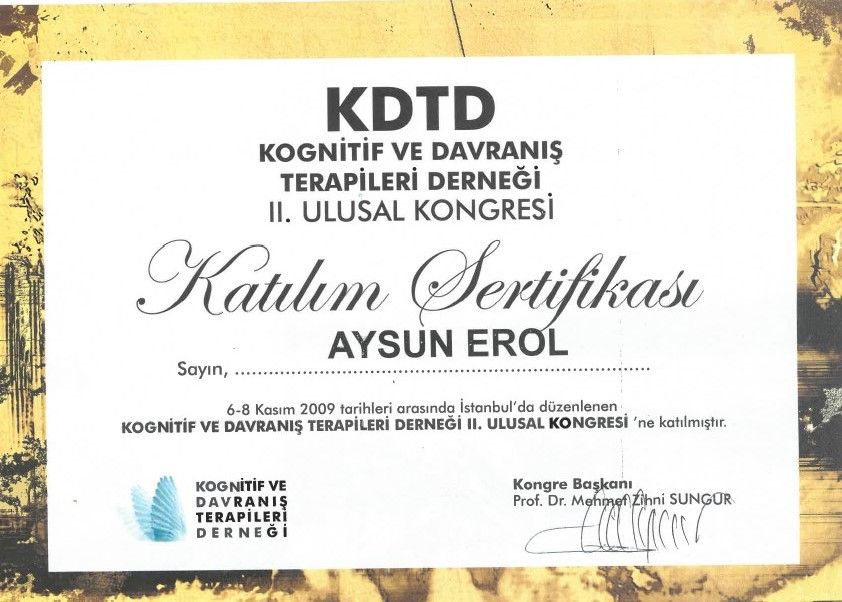 KDTD
KOGNİTİF VE DAVRANIŞ
TERAPİLERİ DERNEĞİ
II. ULUSAL KONGRESİ
Katılım Sertifikası
AYSUN EROL
Sayın, ......................................................................
6-8 Kasım 2009 tarihleri arasında İstanbul'da düzenlenen
KOGNİTİF VE DAVRANIŞ TERAPİLERİ DERNEĞİ II. ULUSAL KONGRESİ 'ne katılmıştır.
KOGNİTİF VE
DAVRANIŞ
TERAPİLERİ
DERNEĞİ
Kongre Başkanı
Prof. Dr. Mehmet Zihni SUNGUR